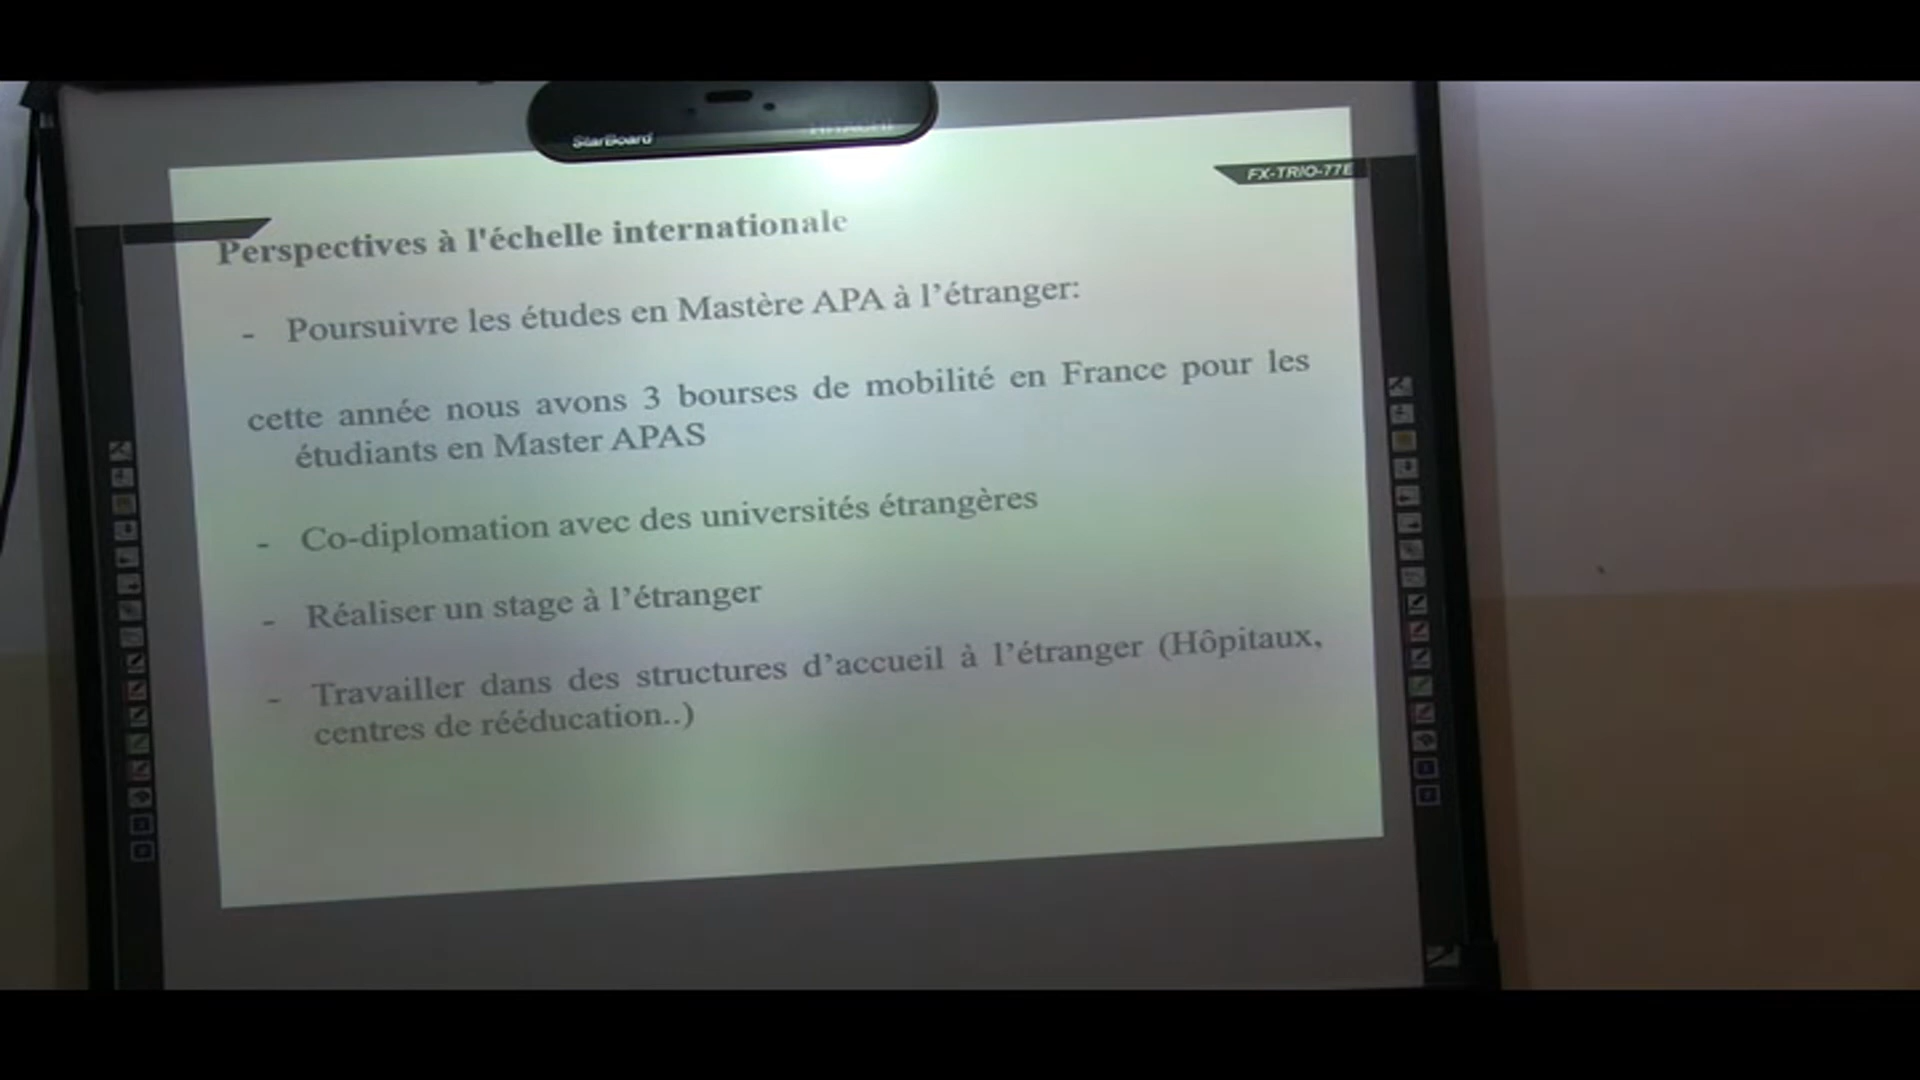 StarBoard
HITACHI
FX-TRIO-77E
Perspectives à l'échelle internationale
- Poursuivre les études en Mastère APA à l’étranger:
cette année nous avons 3 bourses de mobilité en France pour les
étudiants en Master APAS
- Co-diplomation avec des universités étrangères
- Réaliser un stage à l’étranger
- Travailler dans des structures d’accueil à l’étranger (Hôpitaux,
centres de rééducation..)